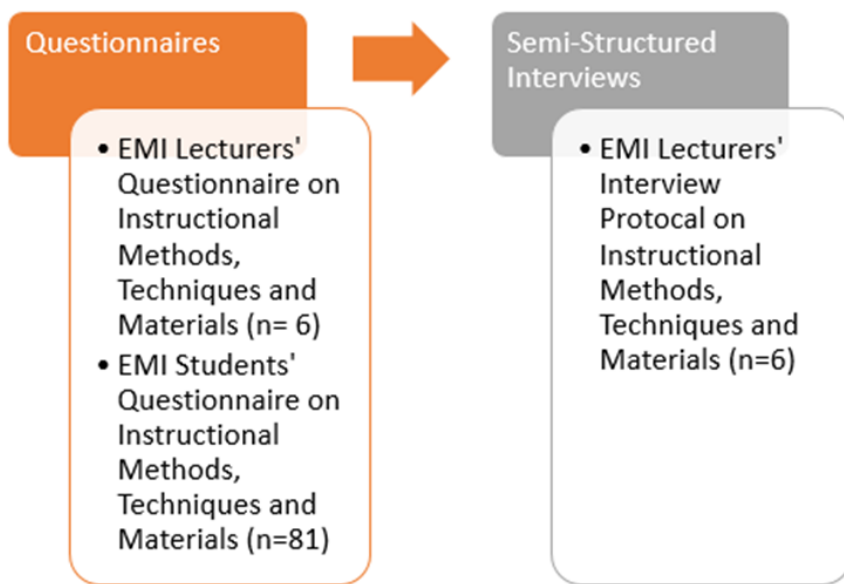 Questionnaires
• EMI Lecturers'
Questionnaire on
Instructional
Methods,
Techniques and
Materials (n= 6)
• EMI Students'
Questionnaire on
Instructional
Methods,
Techniques and
Materials (n=81)
Semi-Structured
Interviews
• EMI Lecturers'
Interview
Protocal on
Instructional
Methods,
Techniques and
Materials (n=6)